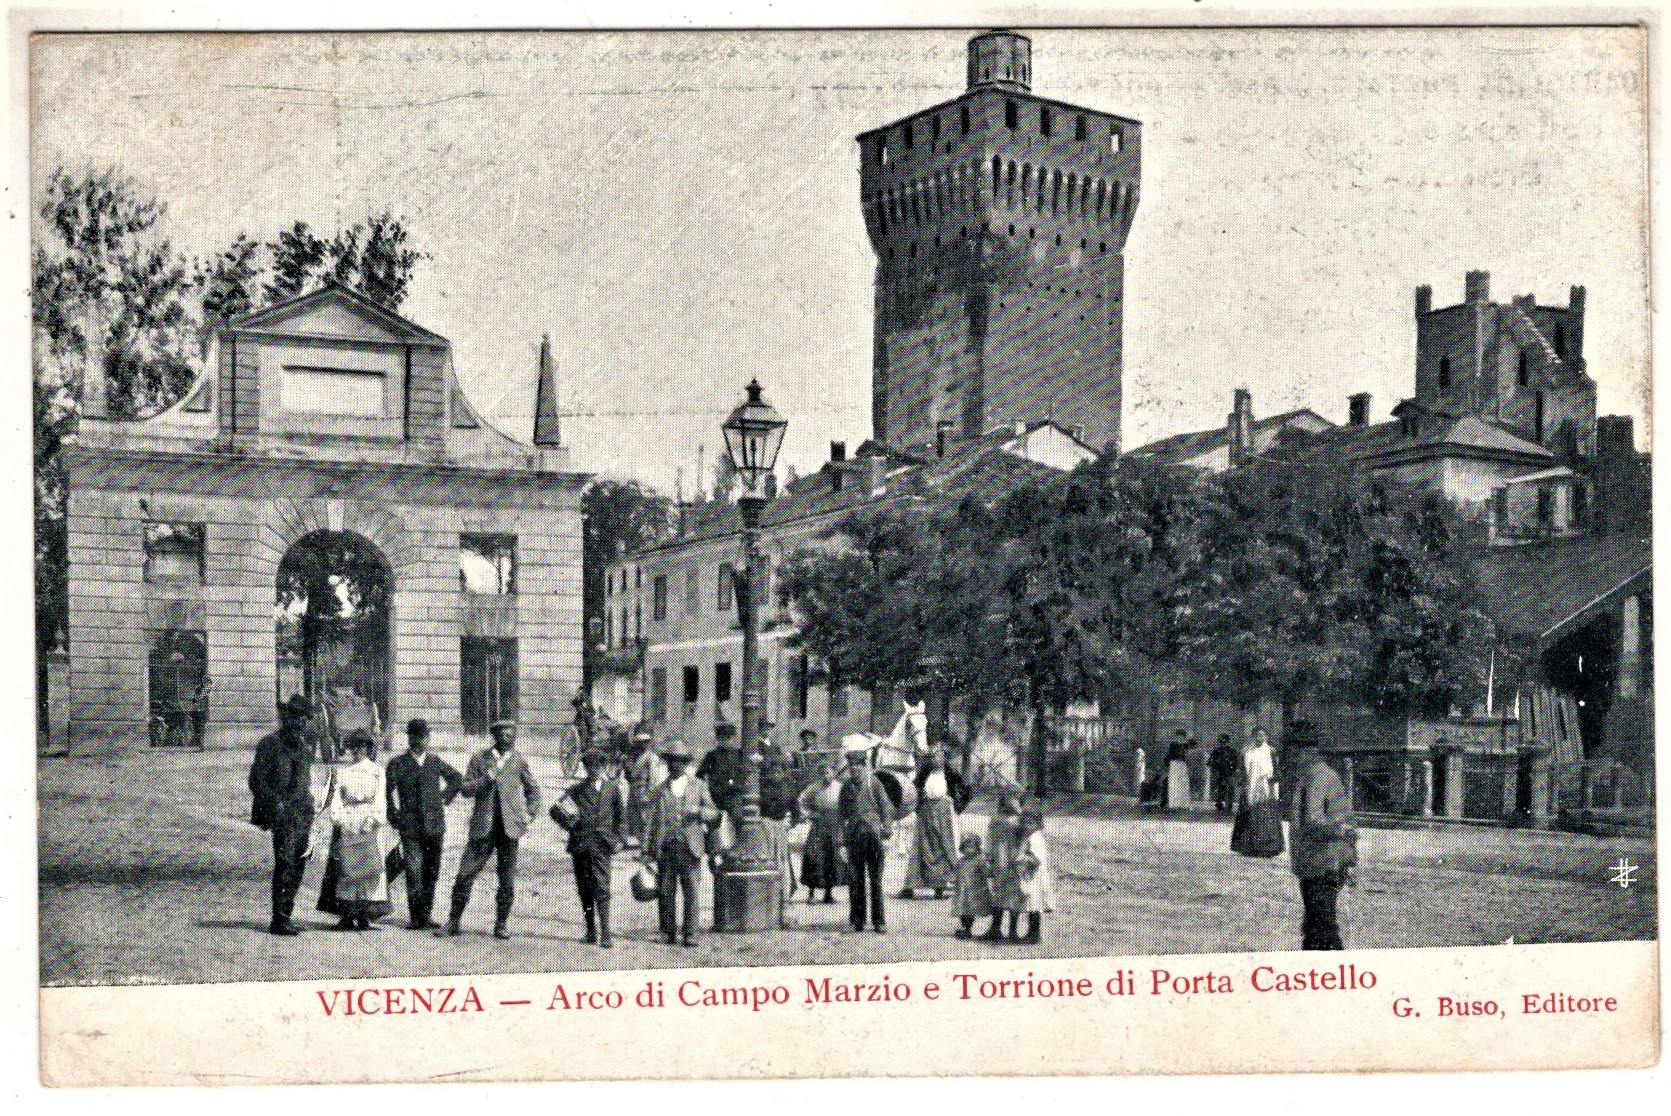 VICENZA — Arco di Campo Marzio e Torrione di Porta Castello
G. Buso, Editore